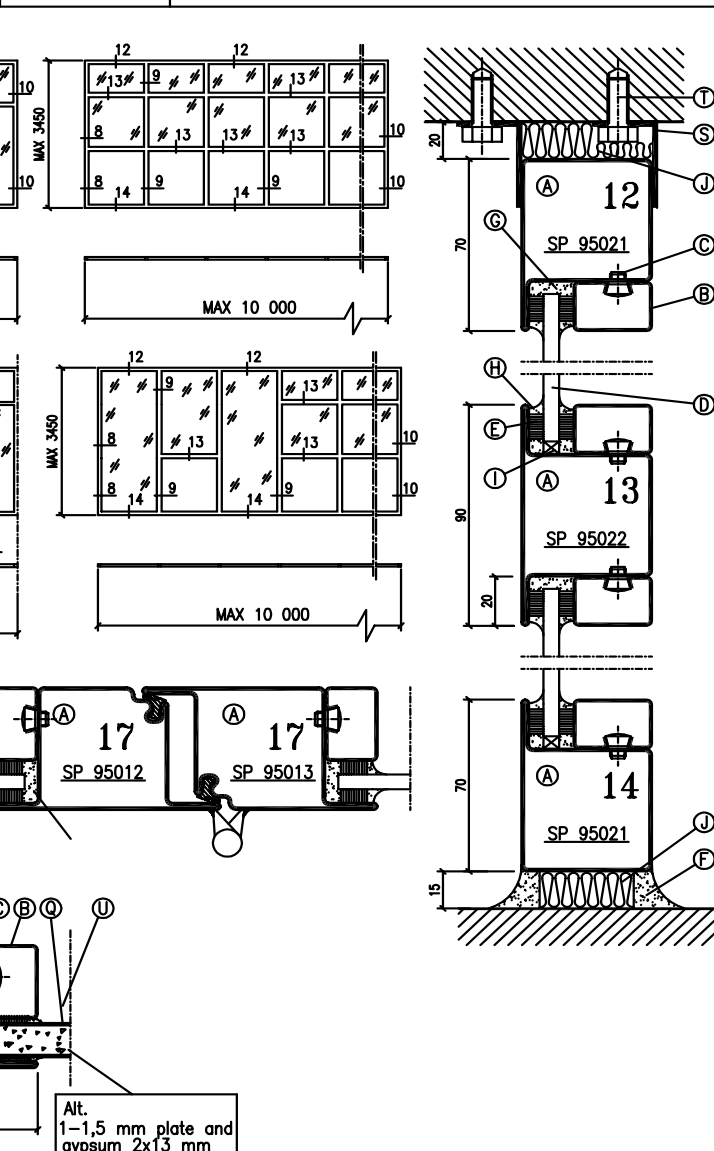 12
12
10
13
9
13
MAX 3450
8
13
13
13
10
10
8
9
9
10
14
14
MAX 10 000
12
12
9
13
MAX 3450
8
13
13
10
8
9
9
10
14
14
MAX 10 000
T
S
20
J
A
12
G
SP 95021
C
70
B
H
D
E
I
A
13
90
SP 95022
20
A
14
70
SP 95021
J
F
15
A
17
SP 95012
A
17
SP 95013
C
B
Q
U
Alt.
1-1,5 mm plate and
gypsum 2x13 mm